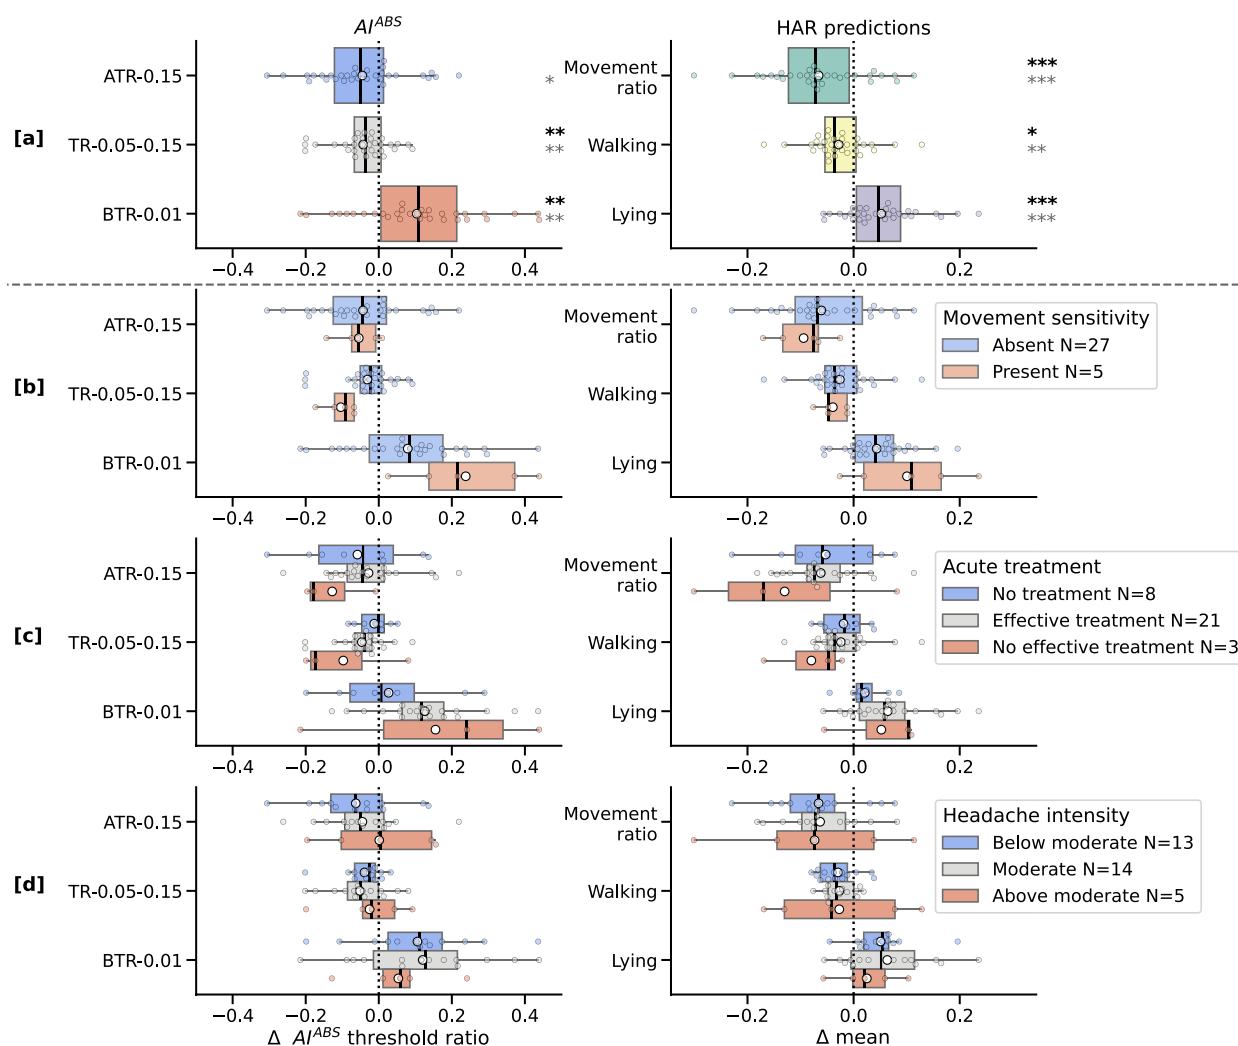 AI^ABS
HAR predictions
[a]
ATR-0.15
*
TR-0.05-0.15
**
**
BTR-0.01
**
**
−0.4 −0.2 0.0 0.2 0.4
Movement
ratio
***
***
Walking
*
**
Lying
***
***
−0.2 0.0 0.2
[b]
ATR-0.15
TR-0.05-0.15
BTR-0.01
−0.4 −0.2 0.0 0.2 0.4
Movement
ratio
Walking
Lying
−0.2 0.0 0.2
Movement sensitivity
Absent N=27
Present N=5
[c]
ATR-0.15
TR-0.05-0.15
BTR-0.01
−0.4 −0.2 0.0 0.2 0.4
Movement
ratio
Walking
Lying
−0.2 0.0 0.2
Acute treatment
No treatment N=8
Effective treatment N=21
No effective treatment N=3
[d]
ATR-0.15
TR-0.05-0.15
BTR-0.01
−0.4 −0.2 0.0 0.2 0.4
Δ AI^ABS threshold ratio
Movement
ratio
Walking
Lying
−0.2 0.0 0.2
Δ mean
Headache intensity
Below moderate N=13
Moderate N=14
Above moderate N=5